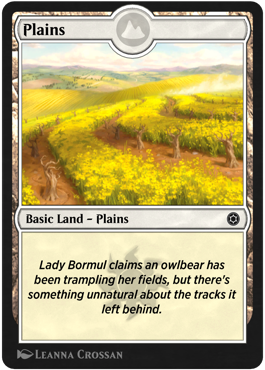 Plains
Basic Land – Plains
Lady Bormul claims an owlbear has
been trampling her fields, but there's
something unnatural about the tracks it
left behind.
Leanna Crossan